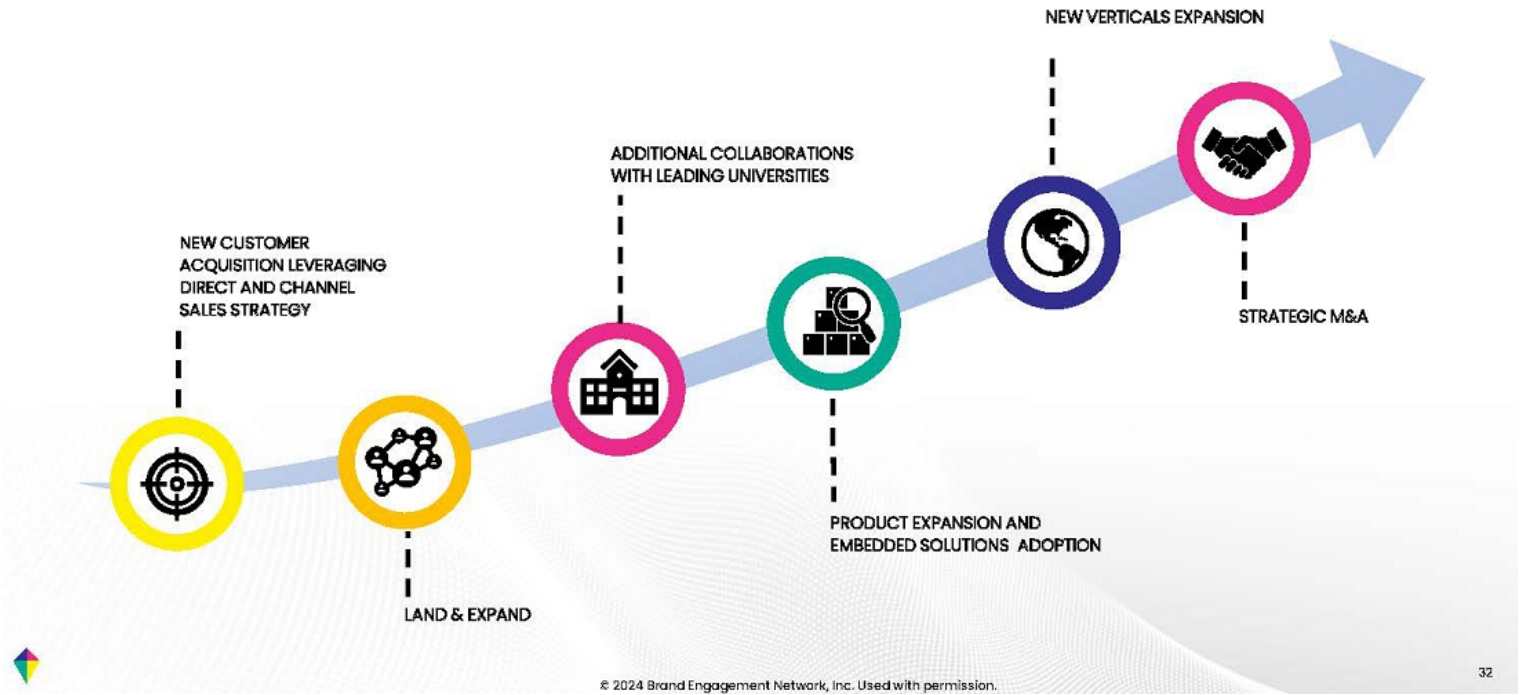 NEW VERTICALS EXPANSION
ADDITIONAL COLLABORATIONS
WITH LEADING UNIVERSITIES
NEW CUSTOMER
ACQUISITION LEVERAGING
DIRECT AND CHANNEL
SALES STRATEGY
STRATEGIC M&A
PRODUCT EXPANSION AND
EMBEDDED SOLUTIONS ADOPTION
LAND & EXPAND
© 2024 Brand Engagement Network, Inc. Used with permission.
32